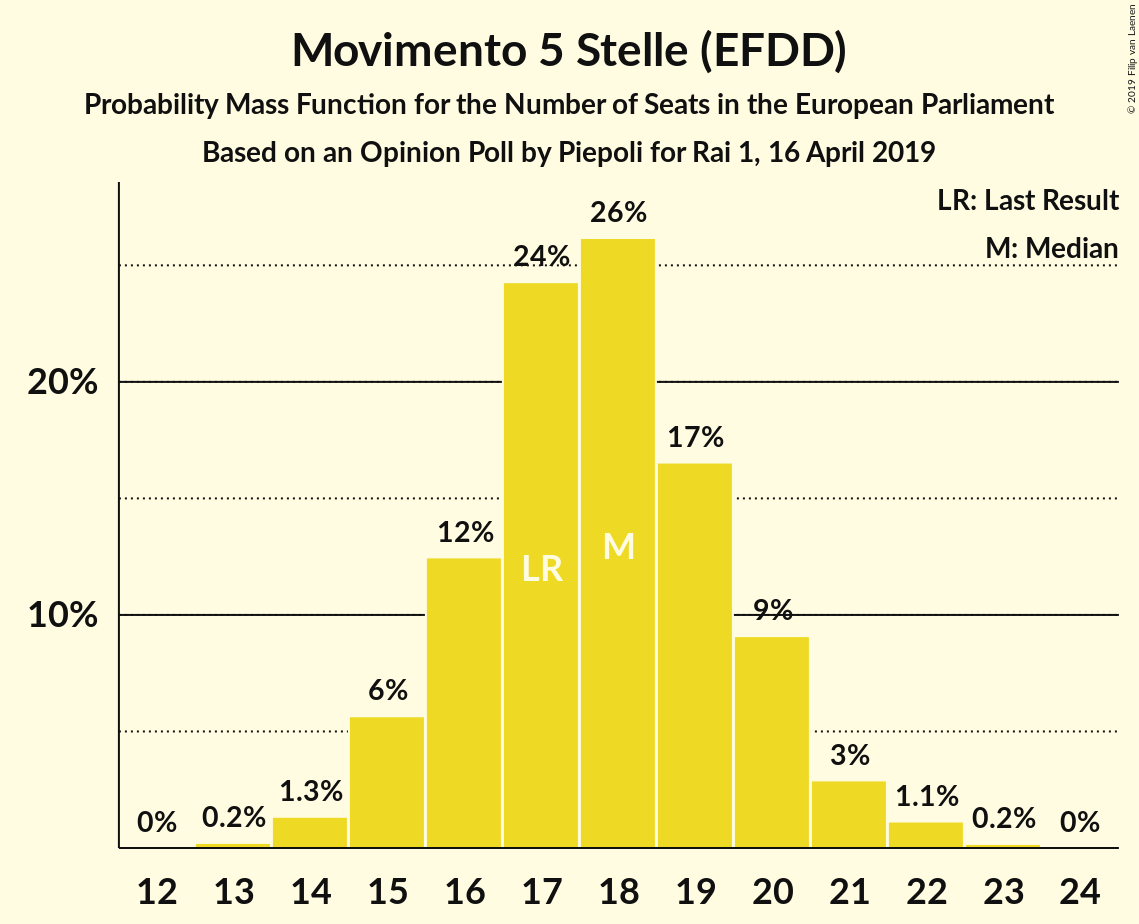 Movimento 5 Stelle (EFDD)
Probability Mass Function for the Number of Seats in the European Parliament
Based on an Opinion Poll by Piepoli for Rai 1, 16 April 2019
© 2019 Filip van Laenen
LR: Last Result
M: Median
26%
24%
20%
17%
12%
M
LR
10%
9%
6%
3%
1.3%
1.1%
0% 0.2% 0.2% 0%
12 13 14 15 16 17 18 19 20 21 22 23 24